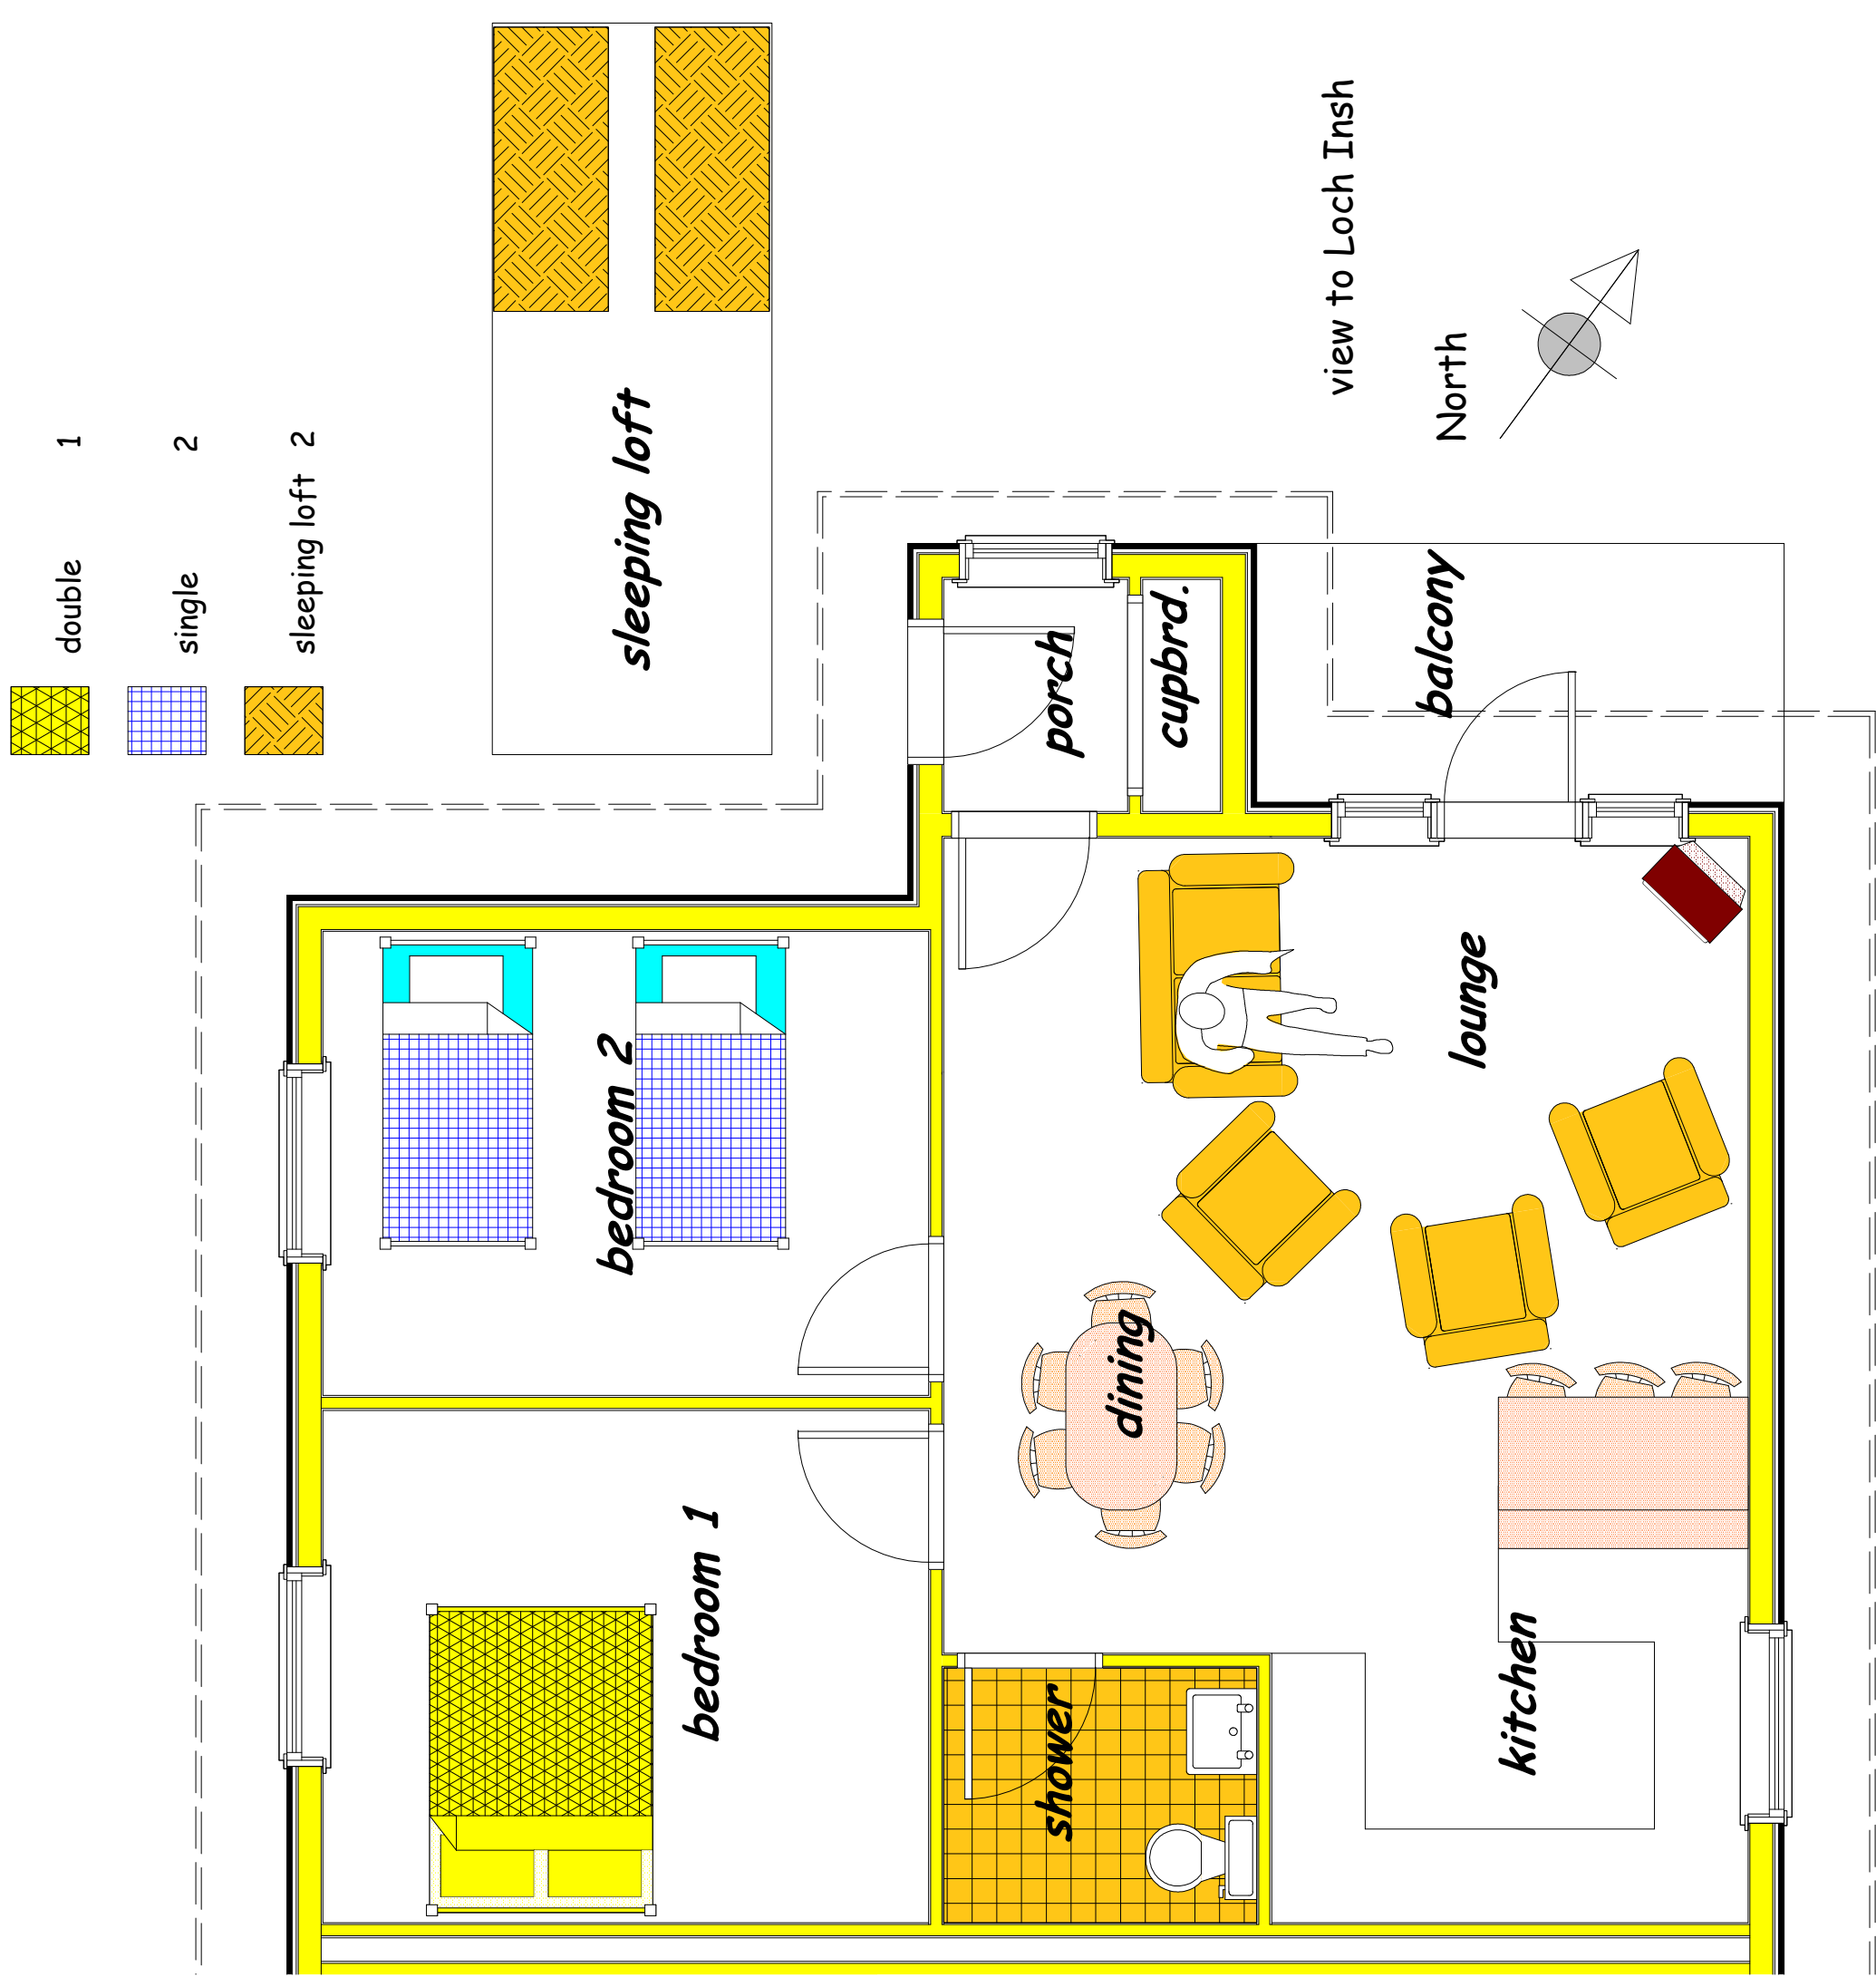 double 1
single 2
sleeping loft 2
sleeping loft
view to Loch Insh
North
porch
cupbrd.
balcony
bedroom 2
lounge
dining
bedroom 1
shower
kitchen